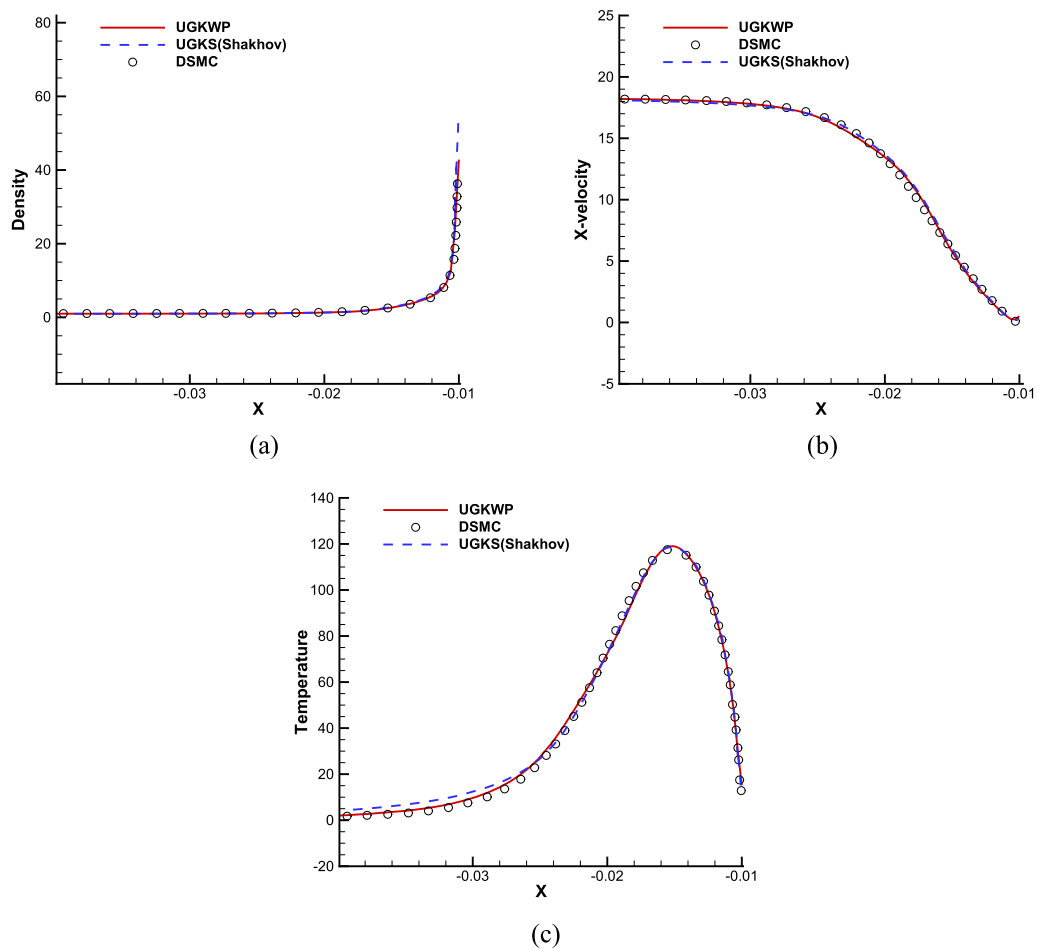 UGKWP
UGKS(Shakhov)
DSMC
80
60
40
20
0
Density
-0.03
-0.02
-0.01
X
(a)
UGKWP
DSMC
UGKS(Shakhov)
25
20
15
10
5
0
-5
X-velocity
-0.03
-0.02
-0.01
X
(b)
UGKWP
DSMC
UGKS(Shakhov)
140
120
100
80
60
40
20
0
-20
Temperature
-0.03
-0.02
-0.01
X
(c)